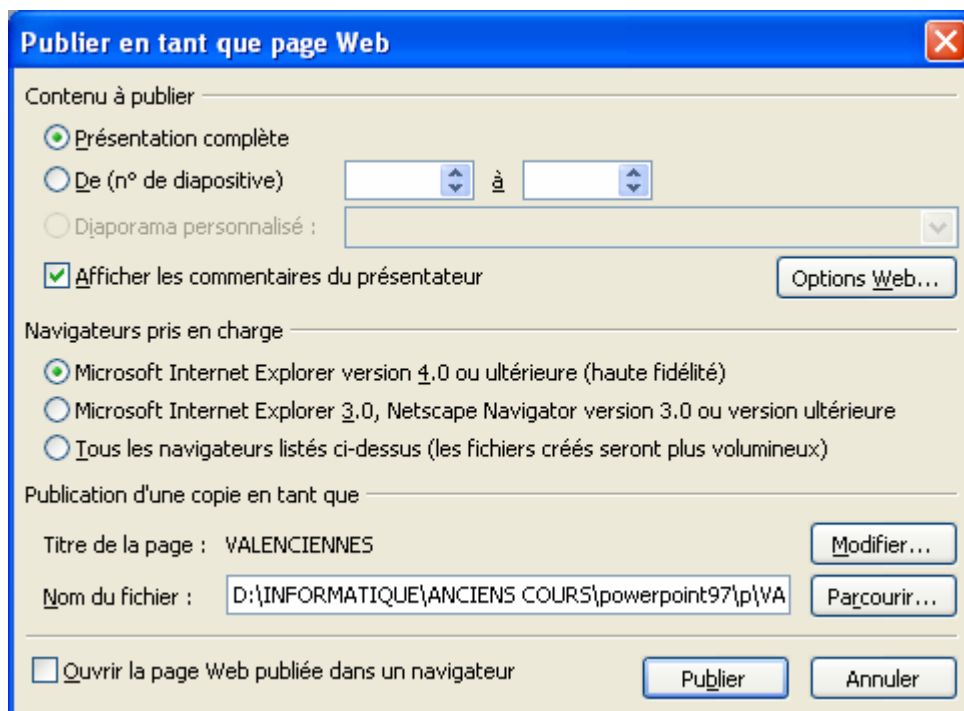 Publier en tant que page Web
Contenu à publier
Présentation complète
De (n° de diapositive) à
Diaporama personnalisé :
Afficher les commentaires du présentateur
Options Web...
Navigateurs pris en charge
Microsoft Internet Explorer version 4.0 ou ultérieure (haute fidélité)
Microsoft Internet Explorer 3.0, Netscape Navigator version 3.0 ou version ultérieure
Tous les navigateurs listés ci-dessus (les fichiers créés seront plus volumineux)
Publication d'une copie en tant que
Titre de la page : VALENCIENNES Modifier...
Nom du fichier : D:\INFORMATIQUE\ANCIENS COURS\powerpoint97\p\VA Parcourir...
Ouvrir la page Web publiée dans un navigateur Publier Annuler